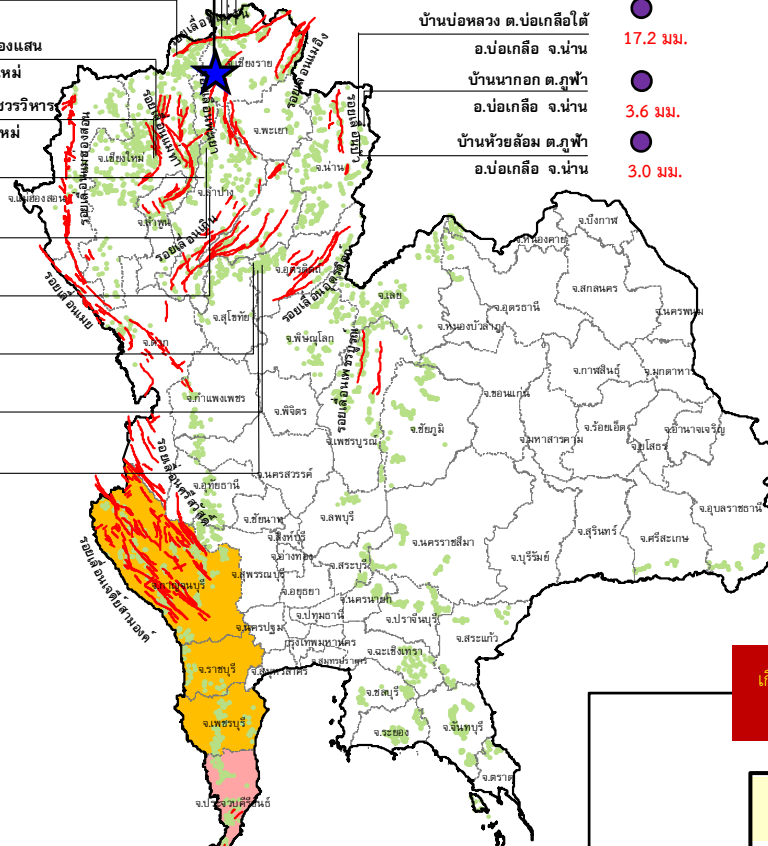 บ้านบ่อหลวง ต.บ่อเกลือใต้
อ.บ่อเกลือ จ.น่าน
17.2 มม.
บ้านนากอก ต.ภูฟ้า
อ.บ่อเกลือ จ.น่าน
3.6 มม.
บ้านห้วยล้อม ต.ภูฟ้า
อ.บ่อเกลือ จ.น่าน
3.0 มม.
จ.เชียงราย
รอยเลื่อนแม่อิง
รอยเลื่อนปัว
รอยเลื่อนพะเยา
รอยเลื่อนแม่ทา
รอยเลื่อนแม่ฮ่องสอน
จ.พะเยา
จ.เชียงใหม่
จ.น่าน
จ.แม่ฮ่องสอน
จ.ลำปาง
จ.ลำพูน
รอยเลื่อนเถิน
จ.อุตรดิตถ์
รอยเลื่อนอุตรดิตถ์
รอยเลื่อนเมย
จ.บึงกาฬ
จ.หนองคาย
จ.สกลนคร
จ.นครพนม
จ.เลย
จ.อุดรธานี
จ.หนองบัวลำภู
จ.สุโขทัย
จ.ตาก
จ.พิษณุโลก
รอยเลื่อนเพชรบูรณ์
จ.กาฬสินธุ์
จ.มุกดาหาร
จ.ขอนแก่น
จ.กำแพงเพชร
จ.พิจิตร
จ.เพชรบูรณ์
จ.ชัยภูมิ
จ.มหาสารคาม
จ.ร้อยเอ็ด
จ.ยโสธร
จ.อำนาจเจริญ
รอยเลื่อนศรีสวัสดิ์
จ.นครสวรรค์
จ.อุทัยธานี
จ.ชัยนาท
จ.ลพบุรี
จ.สิงห์บุรี
จ.อ่างทอง
จ.นครราชสีมา
จ.บุรีรัมย์
จ.สุรินทร์
จ.ศรีสะเกษ
จ.อุบลราชธานี
รอยเลื่อนเจดีย์สามองค์
จ.กาญจนบุรี
จ.สุพรรณบุรี
จ.สระบุรี
จ.อยุธยา
จ.นครนายก
จ.ปทุมธานี
จ.ปราจีนบุรี
จ.นครปฐม
กรุงเทพมหานคร
จ.สระแก้ว
จ.ฉะเชิงเทรา
จ.สมุทรปราการ
จ.สมุทรสาคร
จ.ราชบุรี
จ.ชลบุรี
จ.เพชรบุรี
จ.ระยอง
จ.จันทบุรี
จ.ตราด
จ.ประจวบคีรีขันธ์